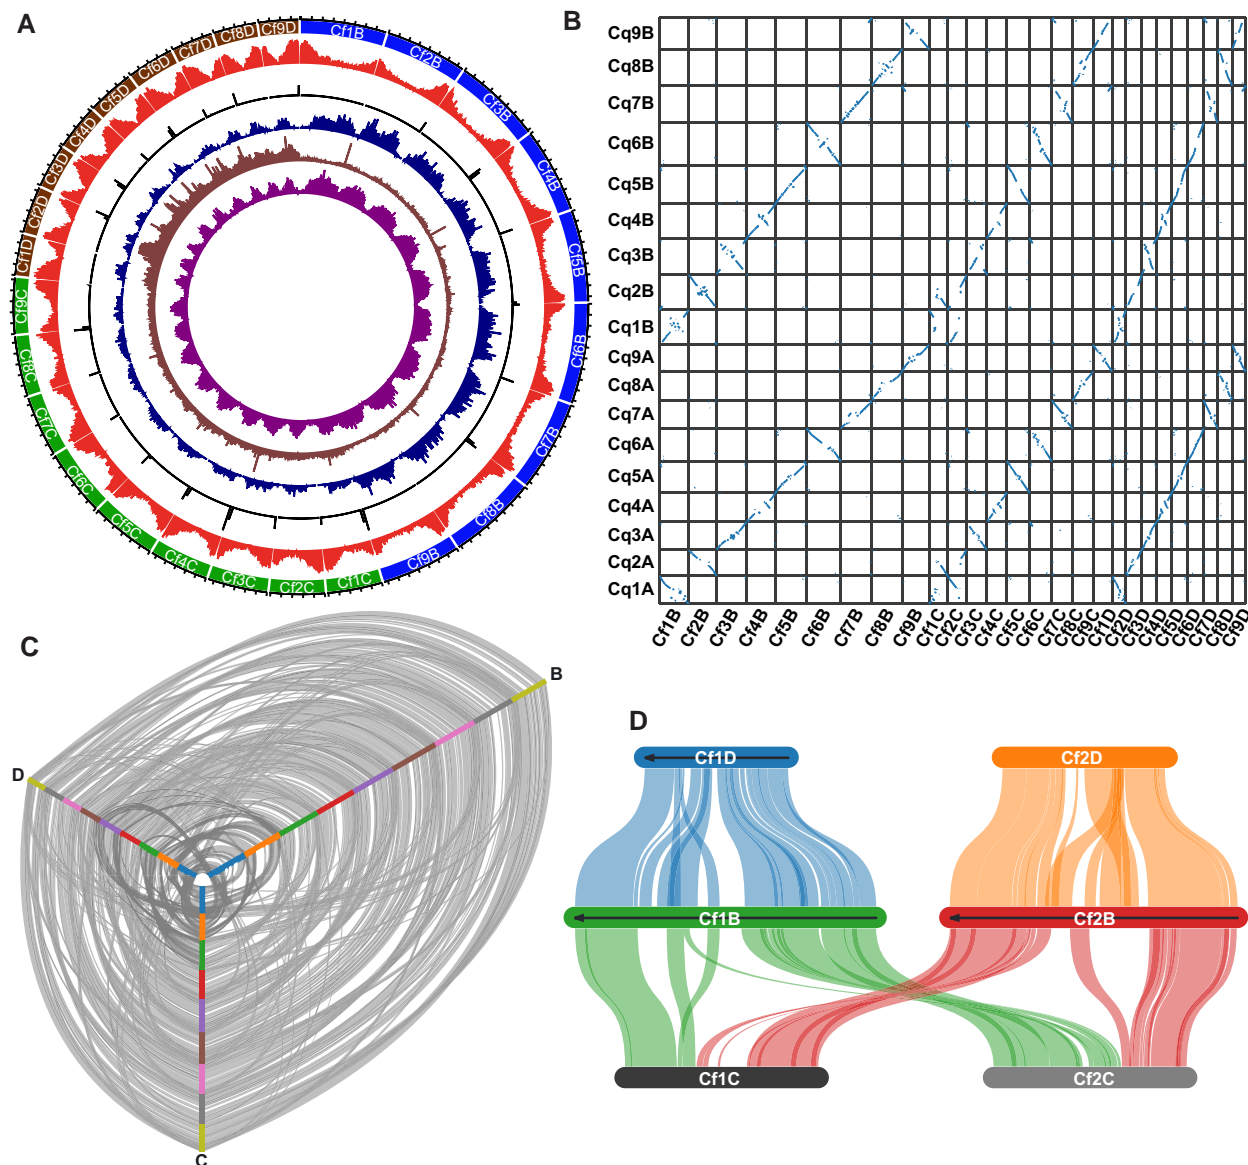 A
Cf1B
Cf2B
Cf3B
Cf4B
Cf5B
Cf6B
Cf7B
Cf8B
Cf9B
Cf1C
Cf2C
Cf3C
Cf4C
Cf5C
Cf6C
Cf7C
Cf8C
Cf9C
Cf1D
Cf2D
Cf3D
Cf4D
Cf5D
Cf6D
Cf7D
Cf8D
Cf9D
B
Cq9B
Cq8B
Cq7B
Cq6B
Cq5B
Cq4B
Cq3B
Cq2B
Cq1B
Cq9A
Cq8A
Cq7A
Cq6A
Cq5A
Cq4A
Cq3A
Cq2A
Cq1A
Cf1B Cf2B Cf3B Cf4B Cf5B Cf6B Cf7B Cf8B Cf9B Cf1C Cf2C Cf3C Cf4C Cf5C Cf6C Cf7C Cf8C Cf9C Cf1D Cf2D Cf3D Cf4D Cf5D Cf6D Cf7D Cf8D Cf9D
C
B
D
C
D
Cf1D Cf2D
Cf1B Cf2B
Cf1C Cf2C